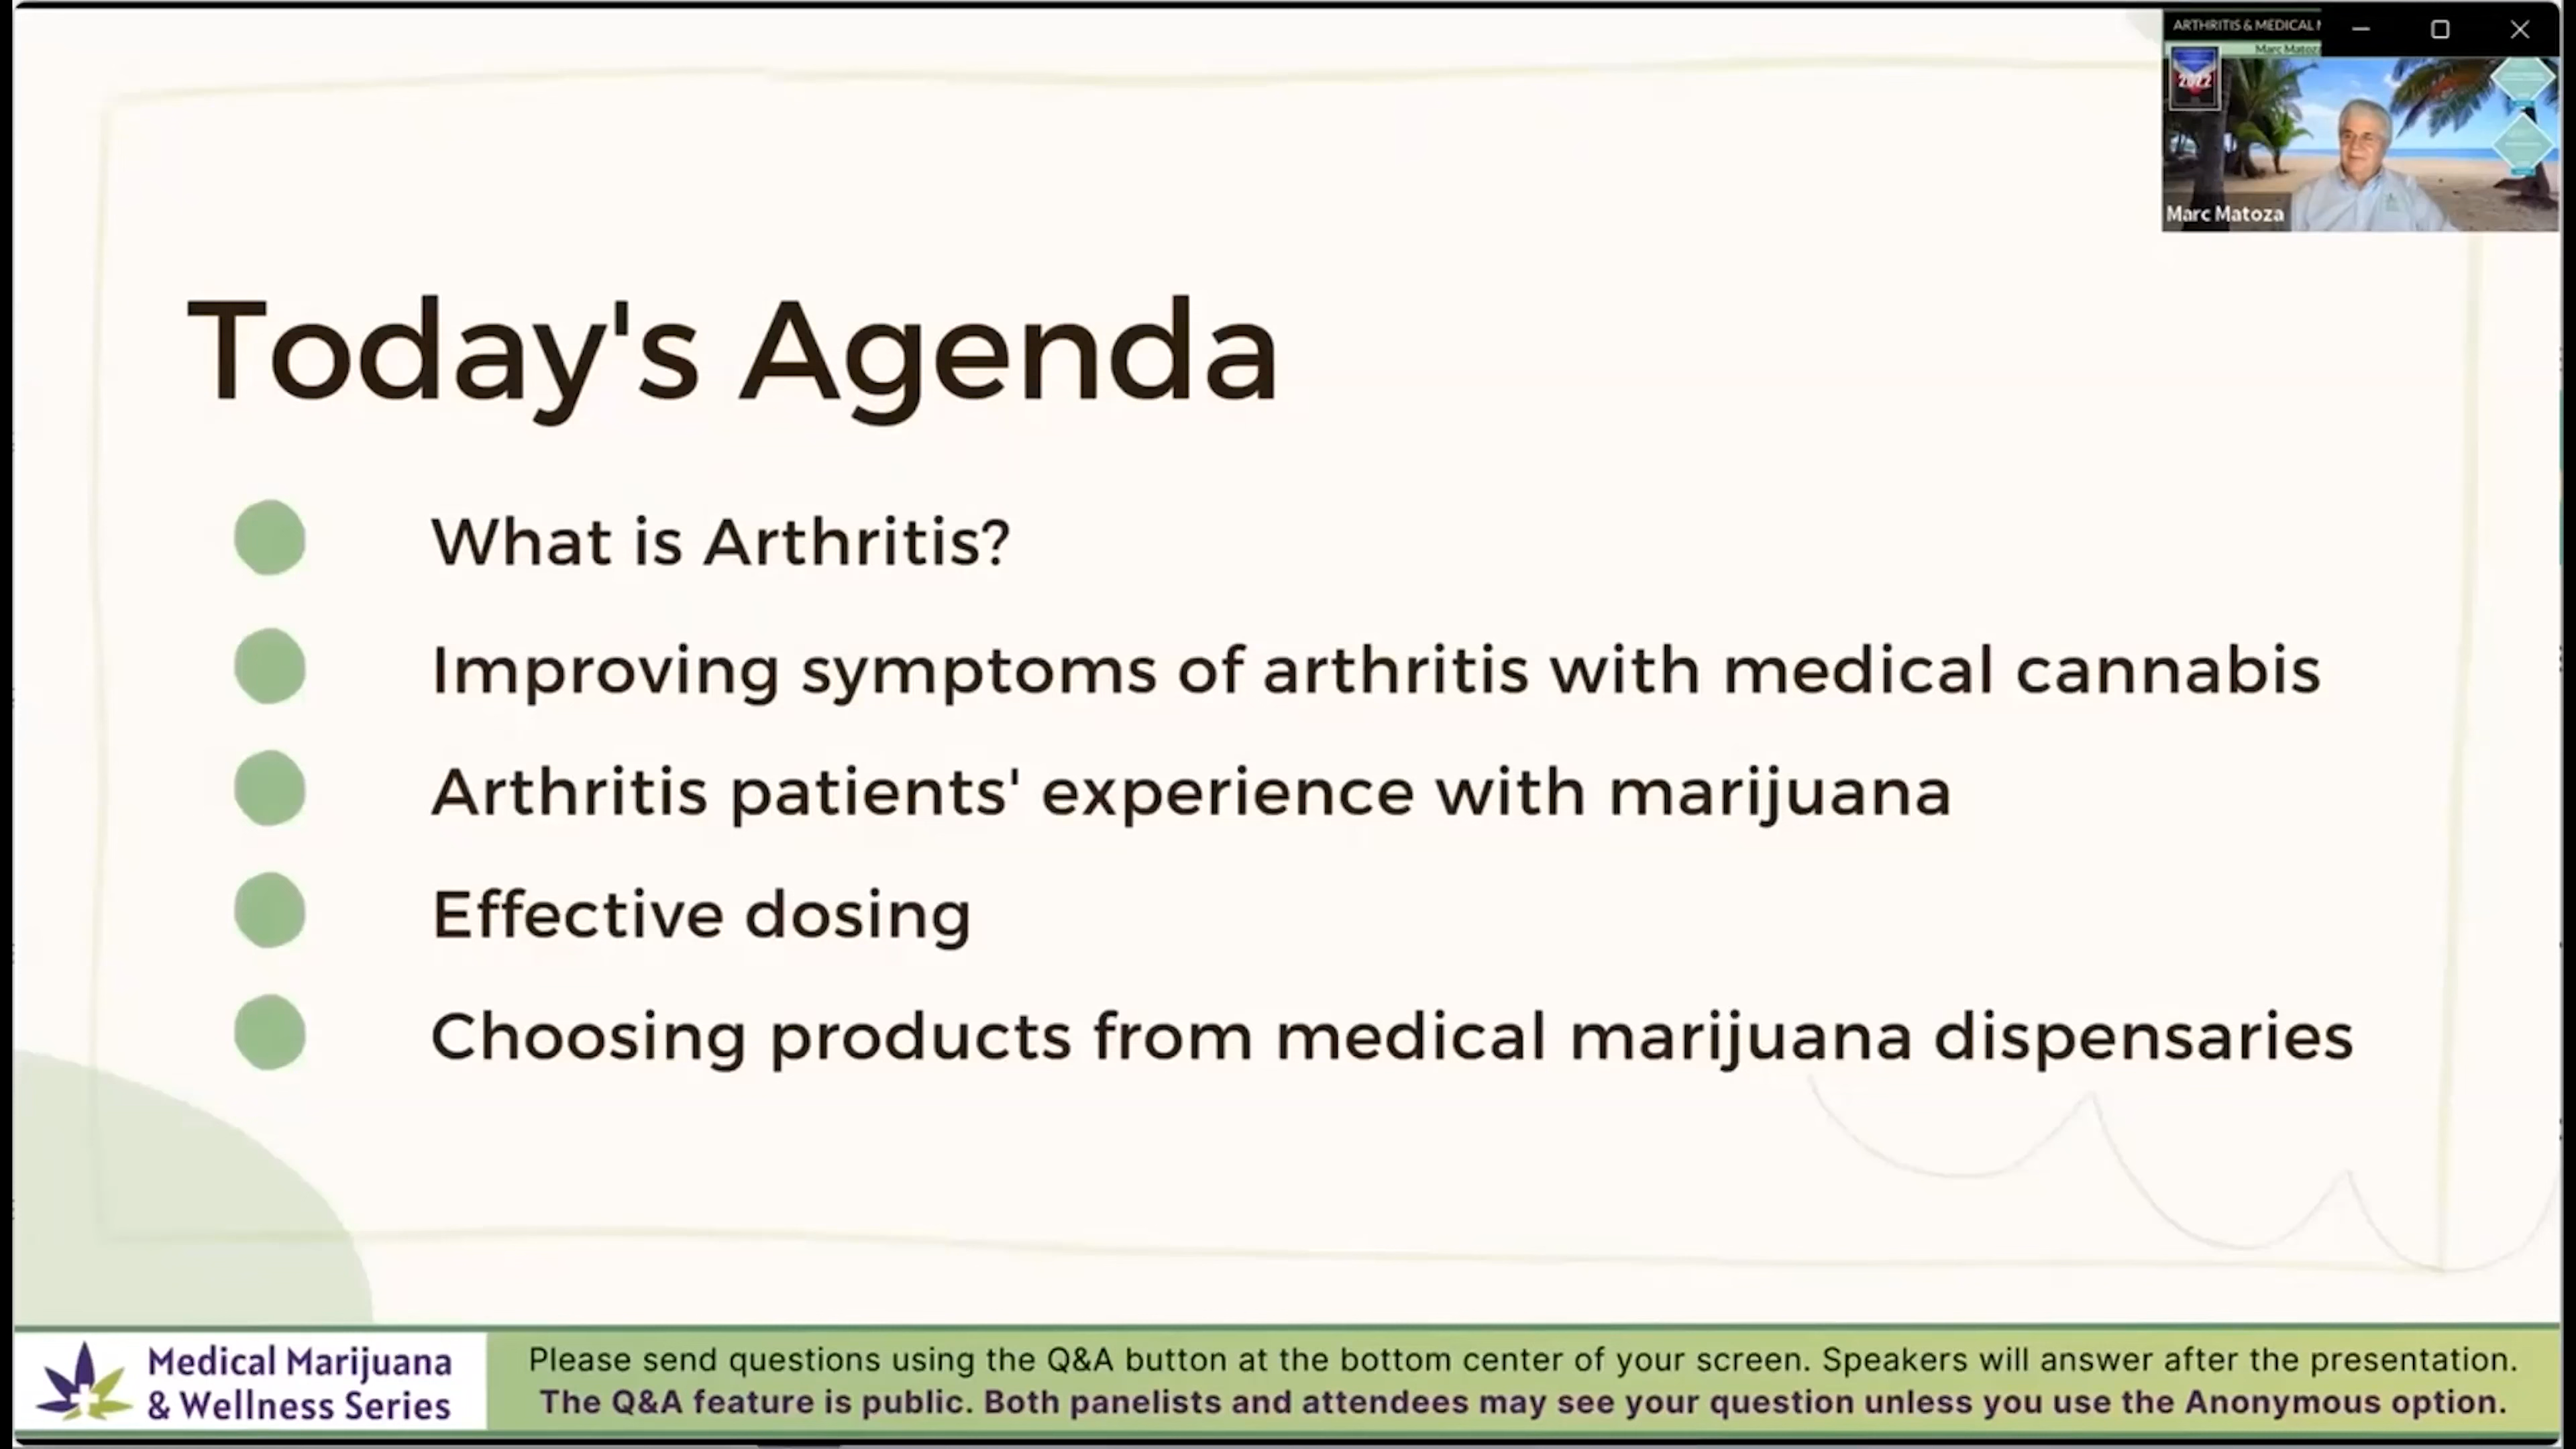 ARTHRITIS & MEDICAL
Marc Matoza
2022
Marc Matoza
Today's Agenda
What is Arthritis?
Improving symptoms of arthritis with medical cannabis
Arthritis patients' experience with marijuana
Effective dosing
Choosing products from medical marijuana dispensaries
Medical Marijuana
& Wellness Series
Please send questions using the Q&A button at the bottom center of your screen. Speakers will answer after the presentation.
The Q&A feature is public. Both panelists and attendees may see your question unless you use the Anonymous option.